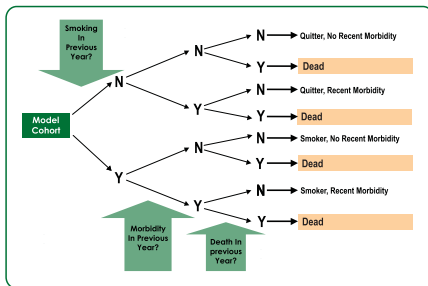 Smoking
In
Previous
Year?
N
Quitter, No Recent Morbidity
N
Y
Dead
N
N
Quitter, Recent Morbidity
Y
Y
Dead
Model
Cohort
N
Smoker, No Recent Morbidity
N
Y
Dead
Y
N
Smoker, Recent Morbidity
Y
Y
Dead
Morbidity
In Previous
Year?
Death In
previous
Year?